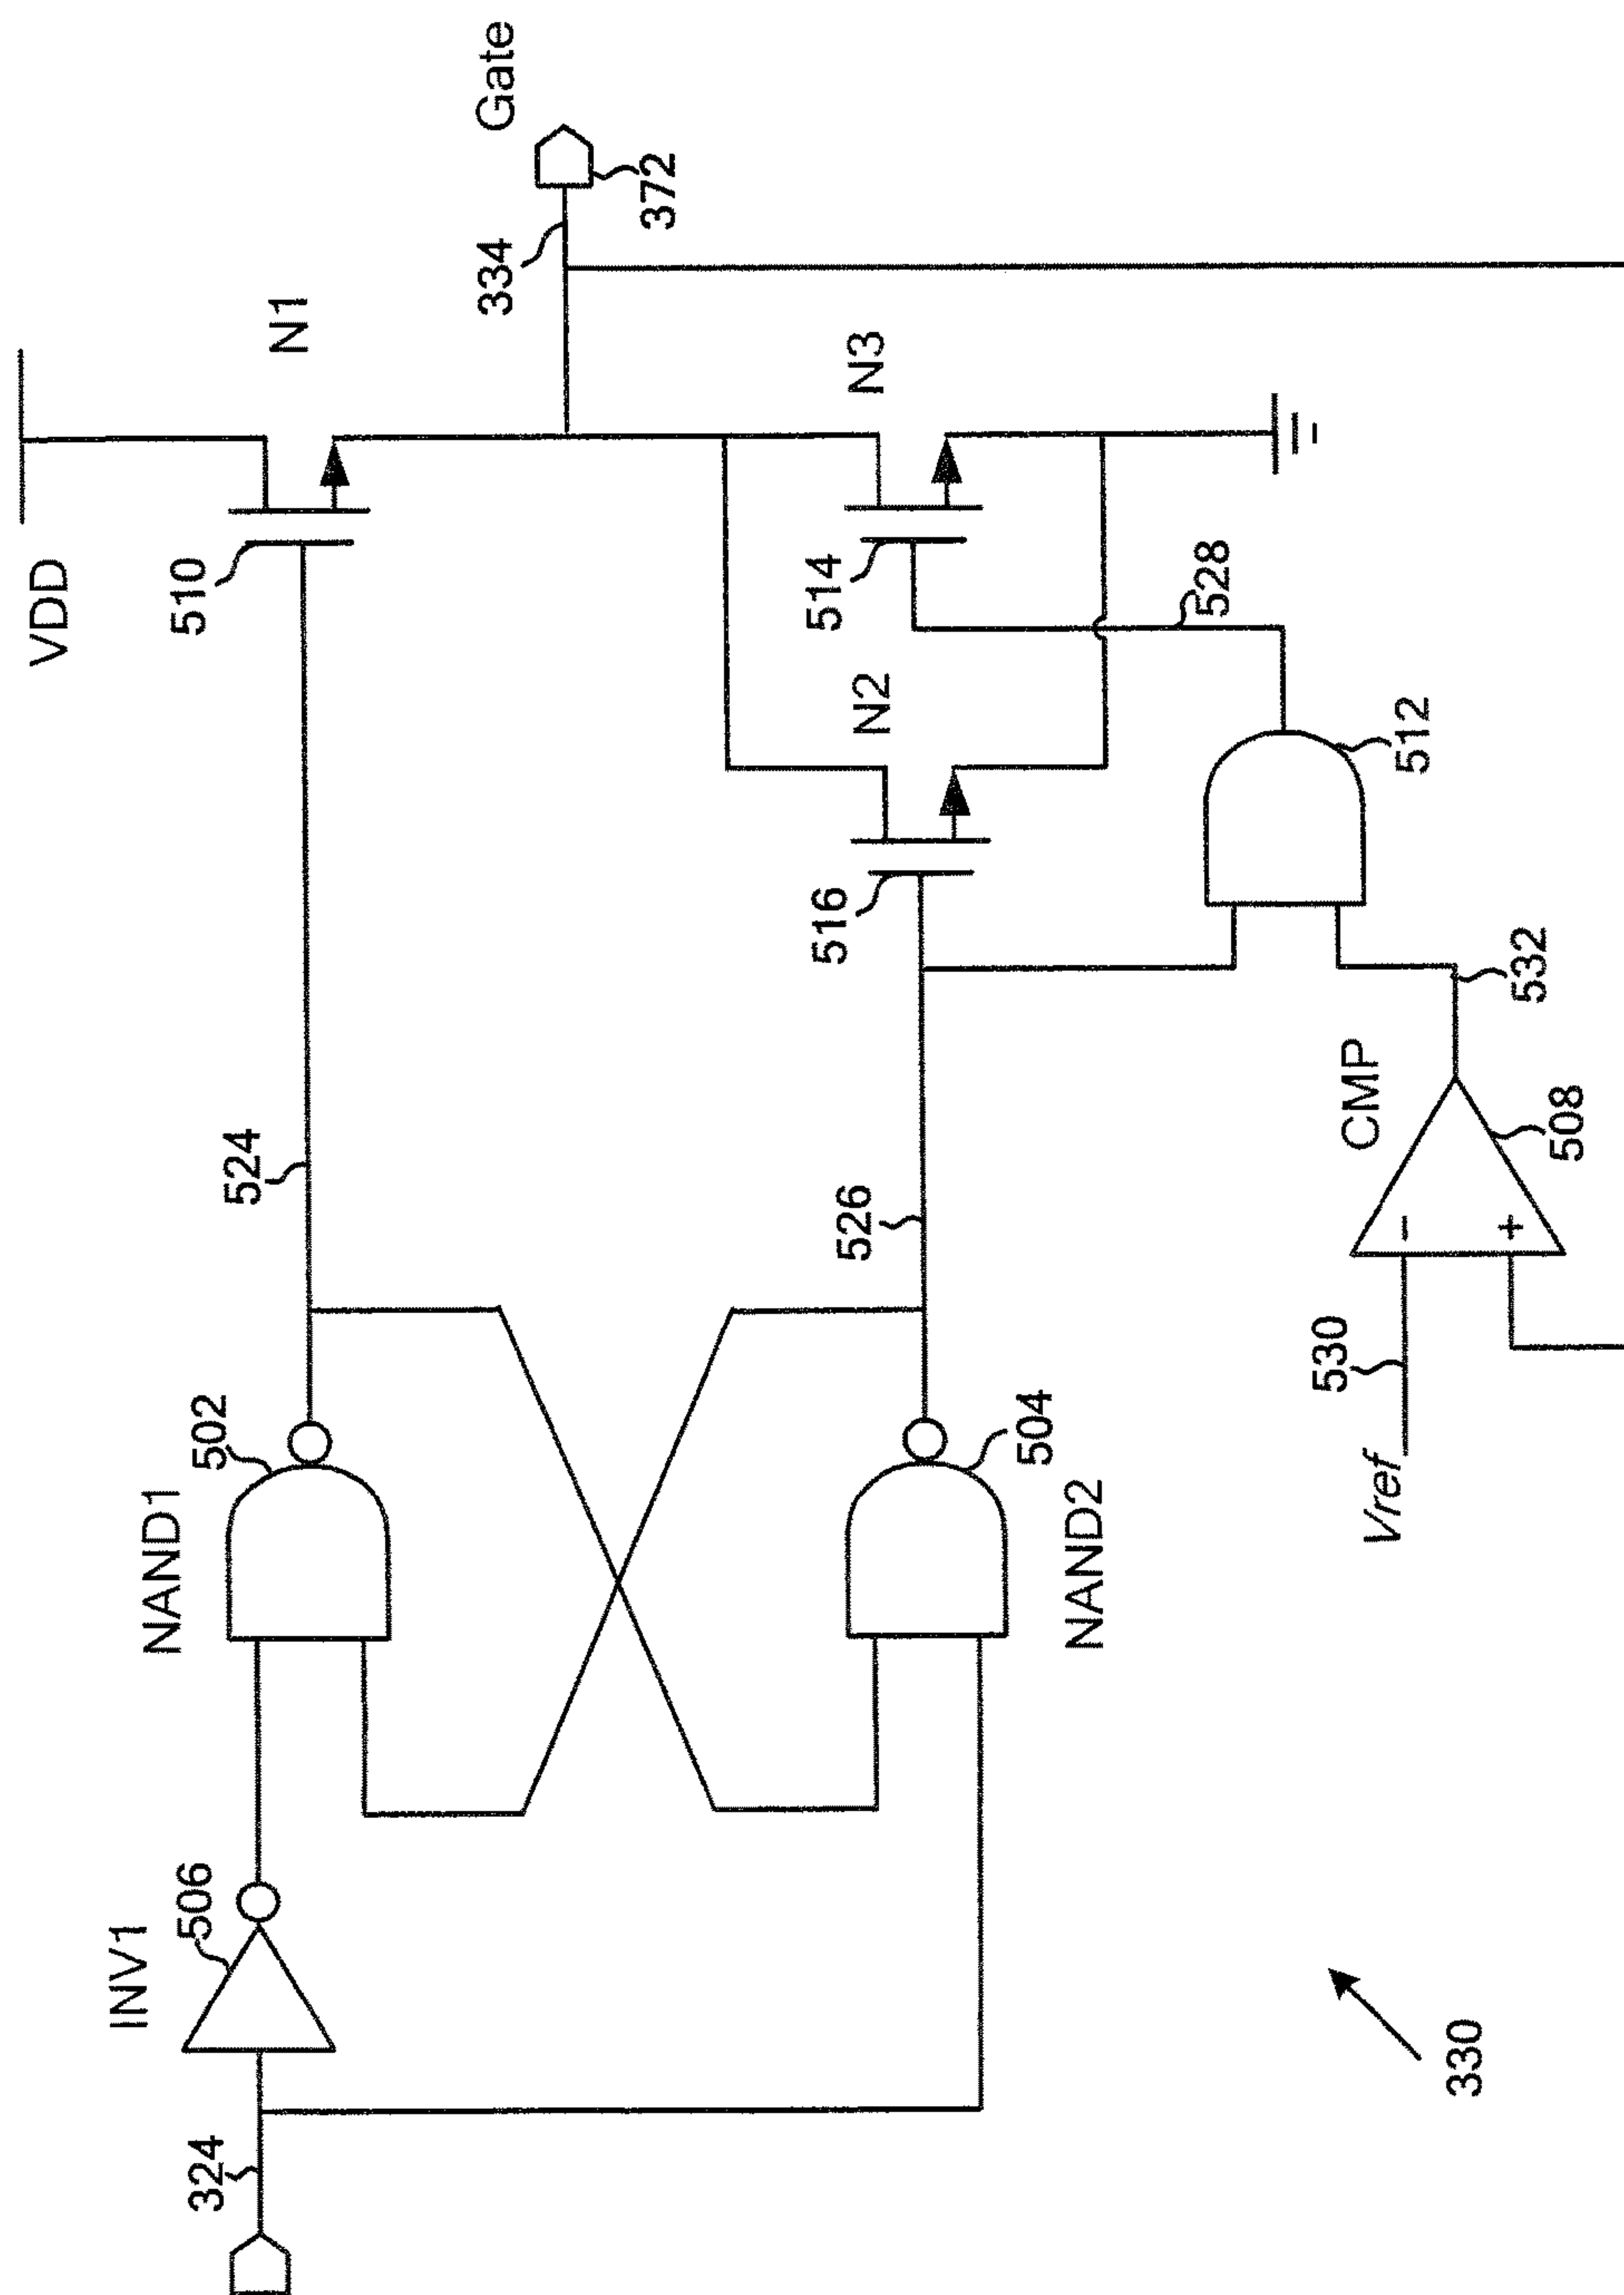 VDD
N1
510
Gate
334
372
524
N3
514
N2
516
528
512
526
532
CMP
508
530
Vref
+
−
NAND1
502
504
NAND2
INV1
506
324
330